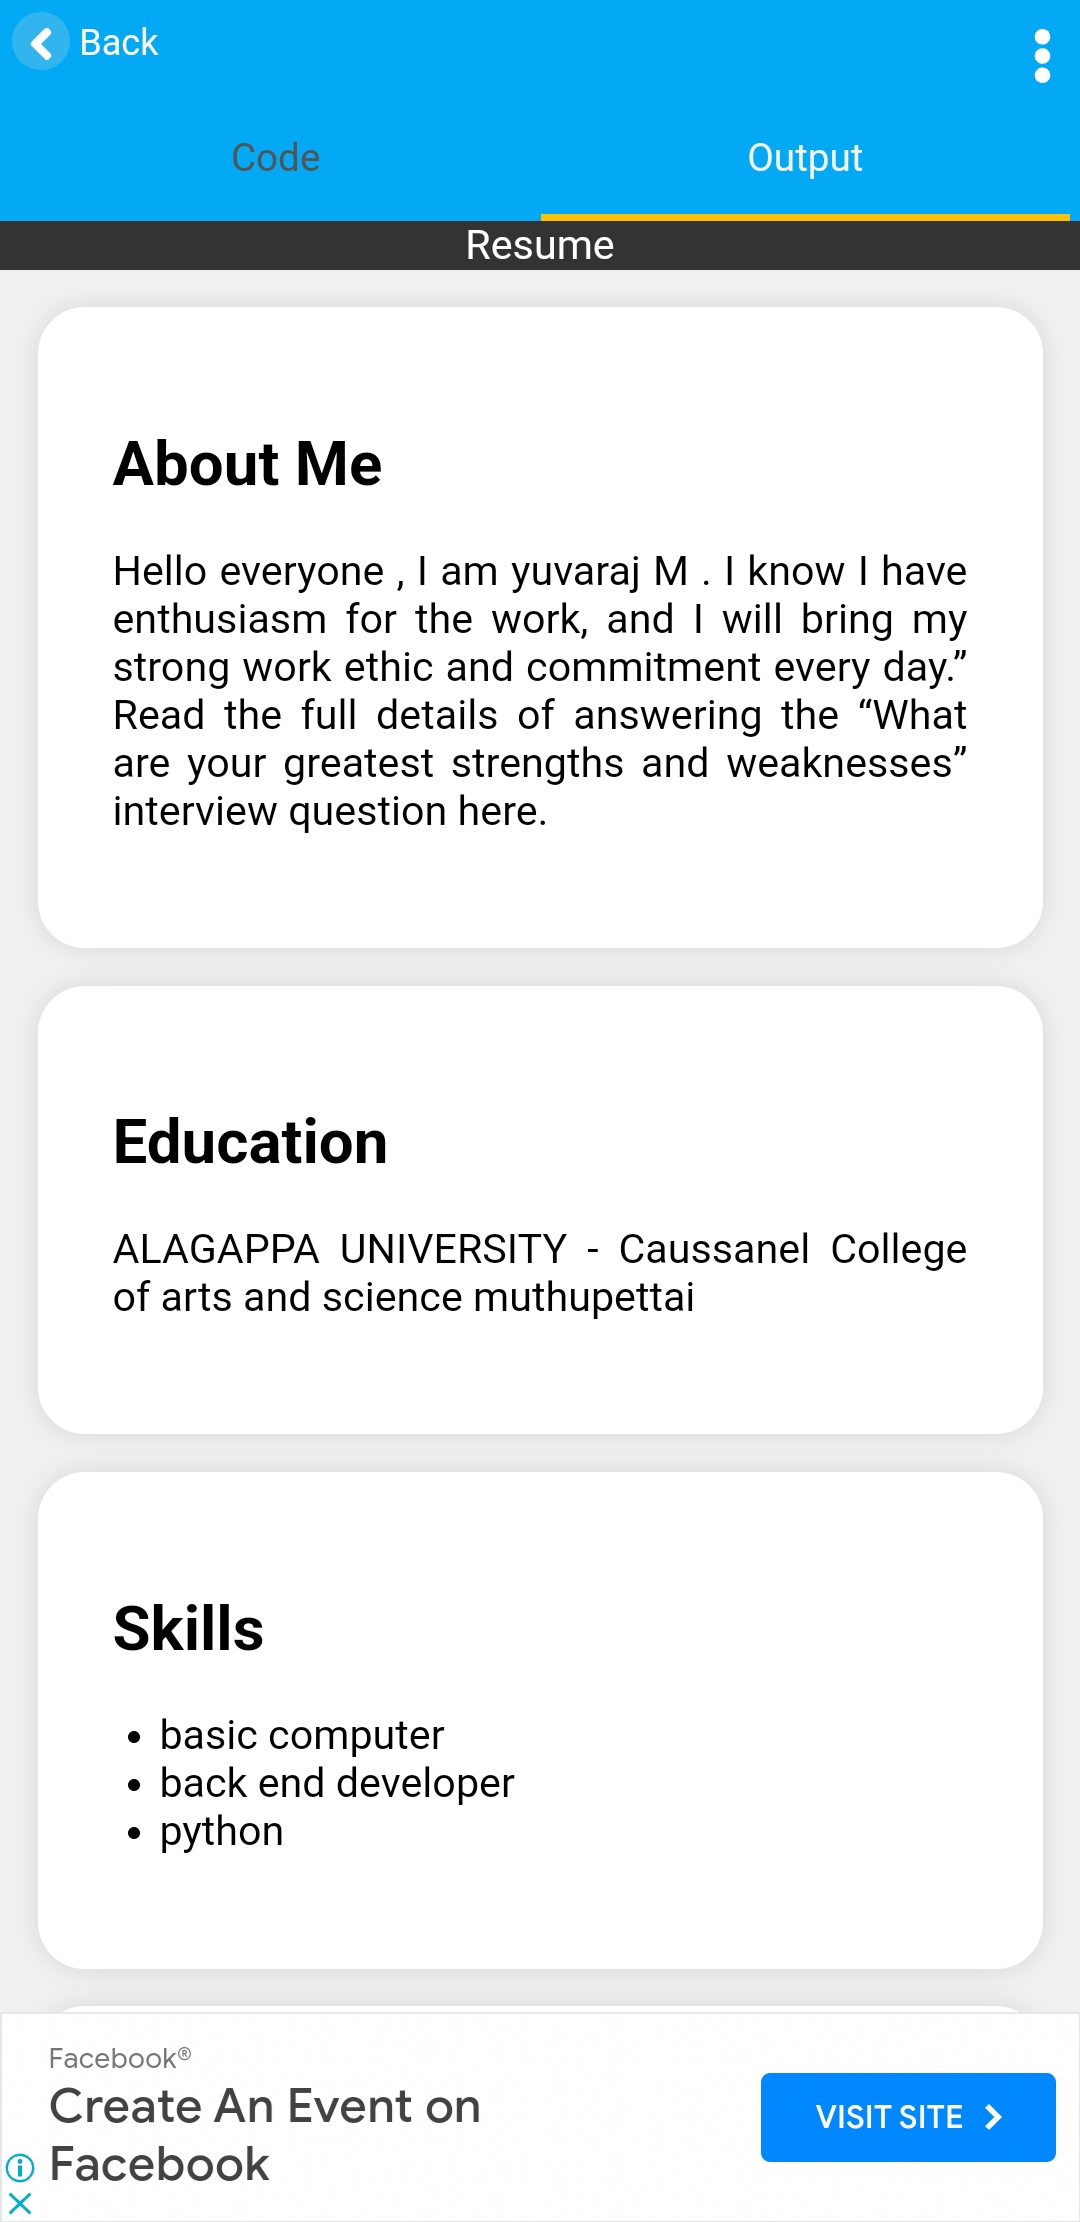 Back
Code Output
Resume
About Me
Hello everyone , I am yuvaraj M . I know I have
enthusiasm for the work, and I will bring my
strong work ethic and commitment every day.”
Read the full details of answering the “What
are your greatest strengths and weaknesses”
interview question here.
Education
ALAGAPPA UNIVERSITY - Caussanel College
of arts and science muthupettai
Skills
• basic computer
• back end developer
• python
Facebook®
Create An Event on
Facebook
VISIT SITE